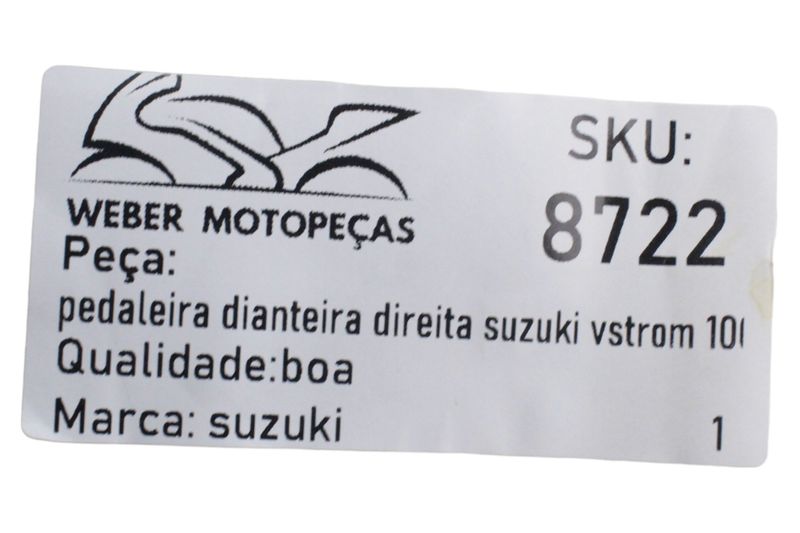 WEBER MOTOPEÇAS
SKU:
8722
Peça:
pedaleira dianteira direita suzuki vstrom
Qualidade:boa
Marca: suzuki
1